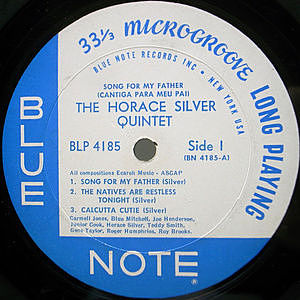 33⅓ MICROGROOVE LONG PLAYING
BLUE NOTE RECORDS INC • NEW YORK USA
SONG FOR MY FATHER
(CANTIGA PARA MEU PAI)
THE HORACE SILVER
QUINTET
BLP 4185 Side 1
(BN 4185-A)
All compositions Ecaroh Music - ASCAP
1. SONG FOR MY FATHER (Silver)
2. THE NATIVES ARE RESTLESS
TONIGHT (Silver)
3. CALCUTTA CUTIE (Silver)
Carmell Jones, Blue Mitchell, Joe Henderson,
Junior Cook, Horace Silver, Teddy Smith,
Gene Taylor, Roger Humphries, Roy Brooks.
BLUE
NOTE®